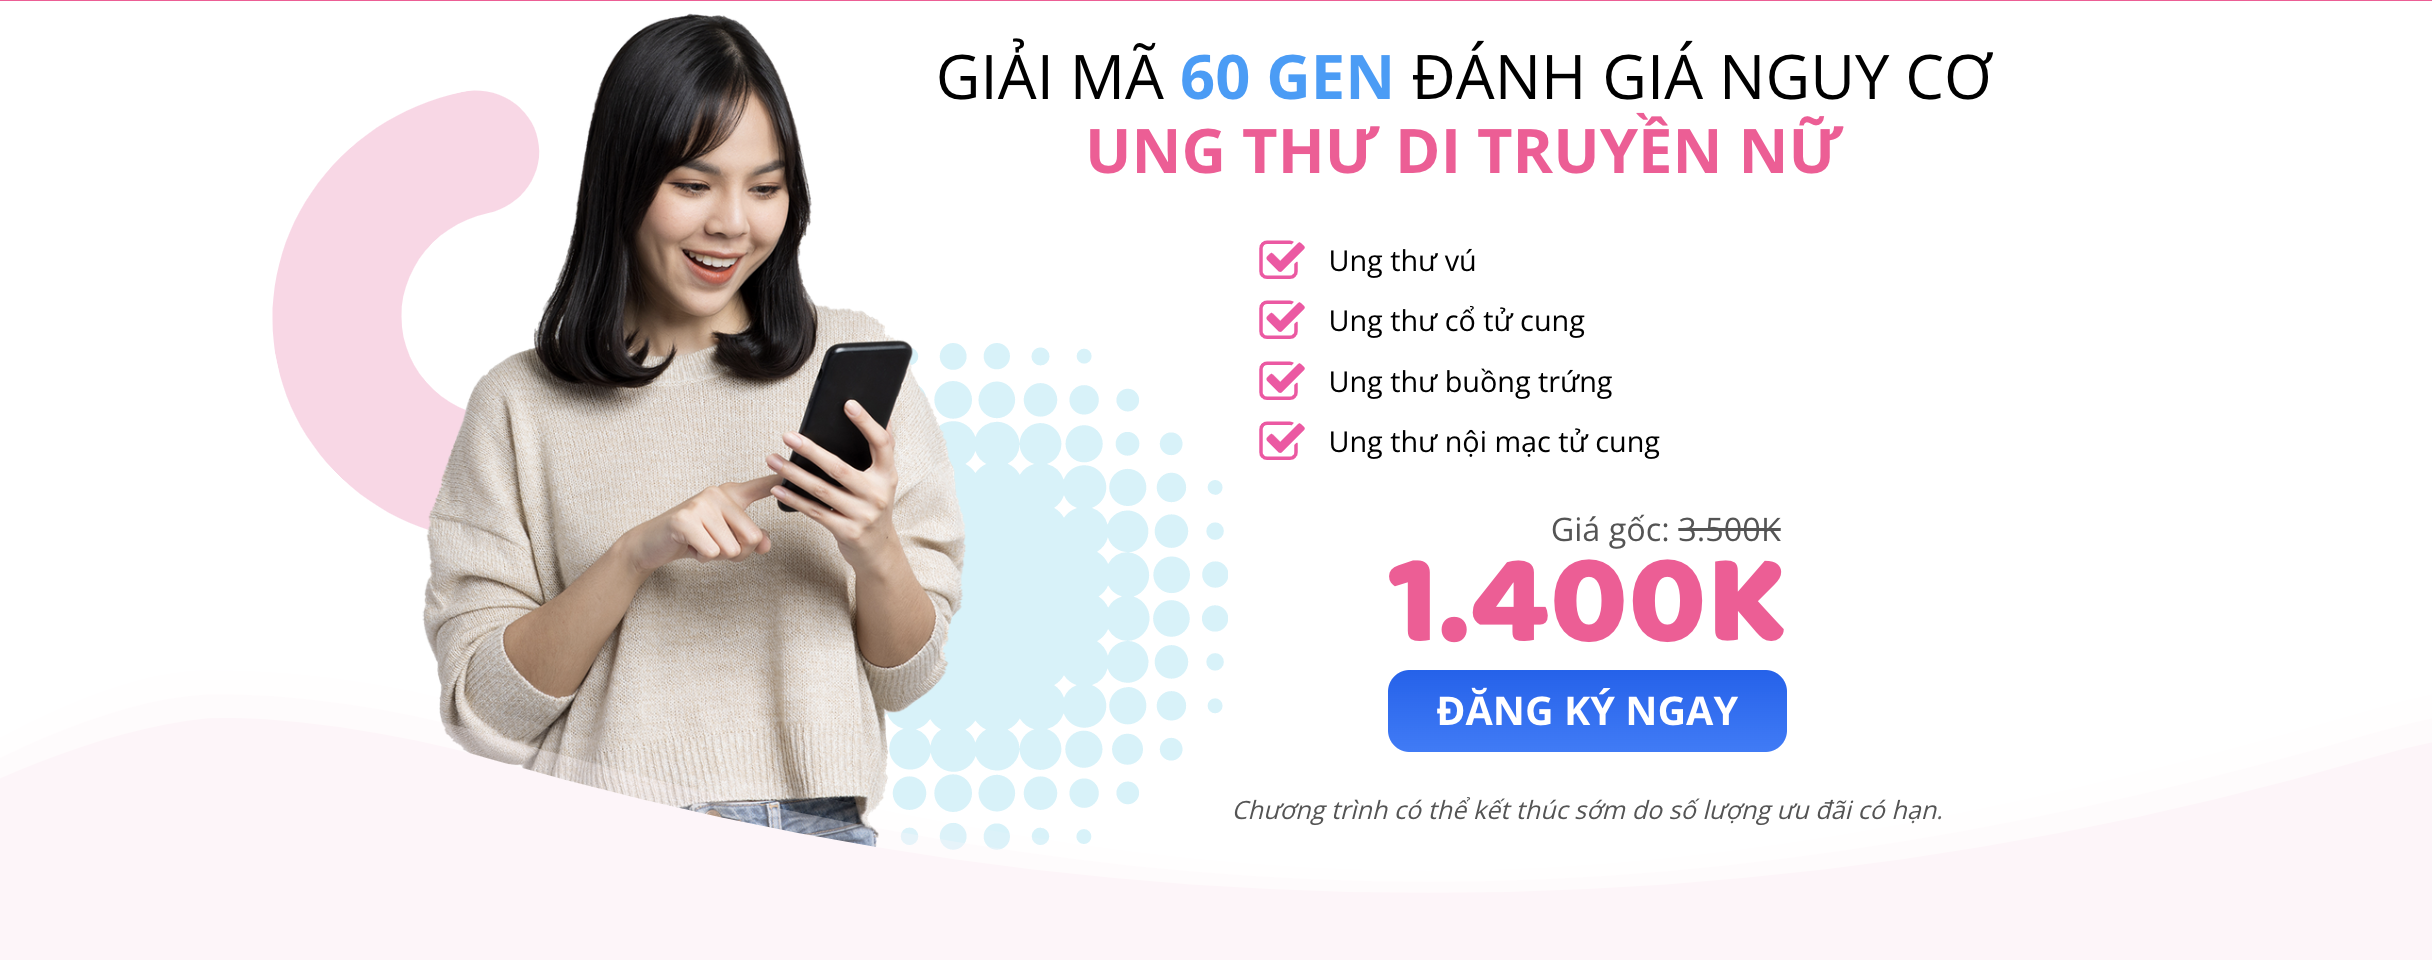 GIẢI MÃ 60 GEN ĐÁNH GIÁ NGUY CƠ
UNG THƯ DI TRUYỀN NỮ
Ung thư vú
Ung thư cổ tử cung
Ung thư buồng trứng
Ung thư nội mạc tử cung
Giá gốc: 3.500K
1.400K
ĐĂNG KÝ NGAY
Chương trình có thể kết thúc sớm do số lượng ưu đãi có hạn.